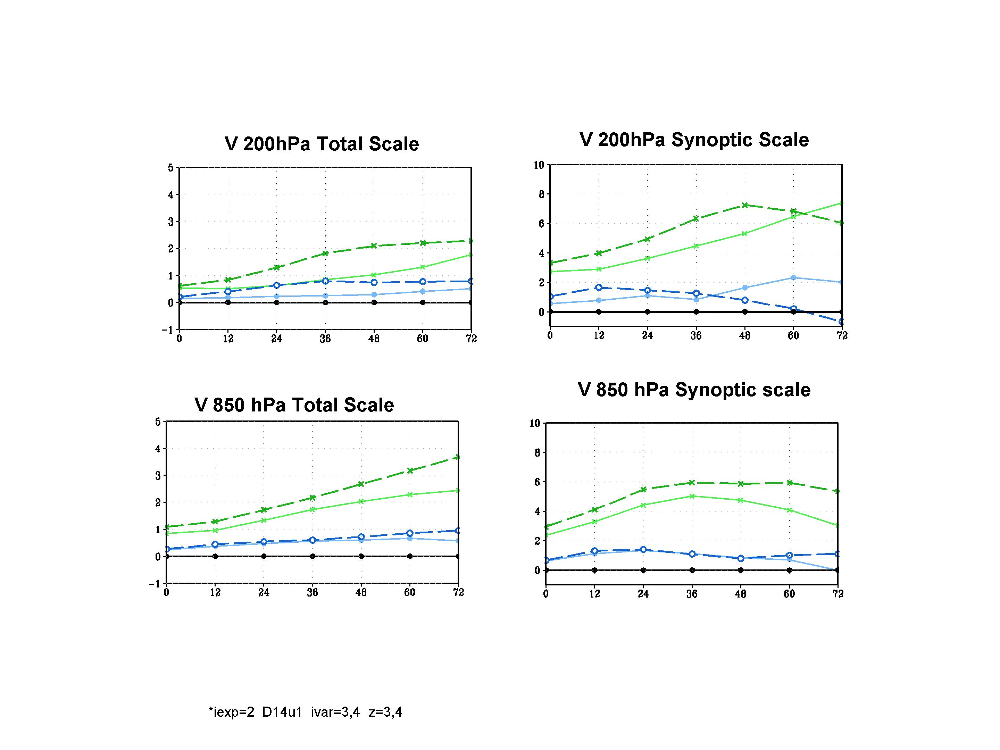 V 200hPa Total Scale
5
4
3
2
1
0
-1
0 12 24 36 48 60 72
V 200hPa Synoptic Scale
10
8
6
4
2
0
0 12 24 36 48 60 72
V 850 hPa Total Scale
5
4
3
2
1
0
-1
0 12 24 36 48 60 72
V 850 hPa Synoptic scale
10
8
6
4
2
0
0 12 24 36 48 60 72
*iexp=2 D14u1 ivar=3,4 z=3,4